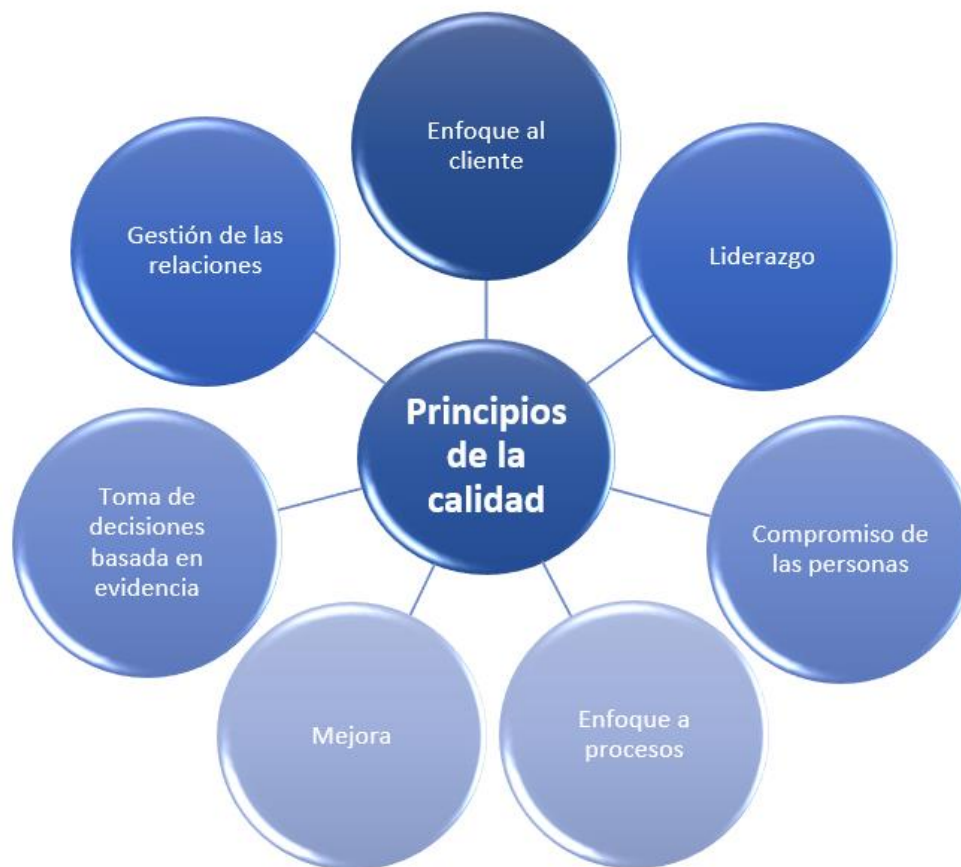 Enfoque al
cliente
Liderazgo
Compromiso de
las personas
Enfoque a
procesos
Mejora
Toma de
decisiones
basada en
evidencia
Gestión de las
relaciones
Principios
de la
calidad